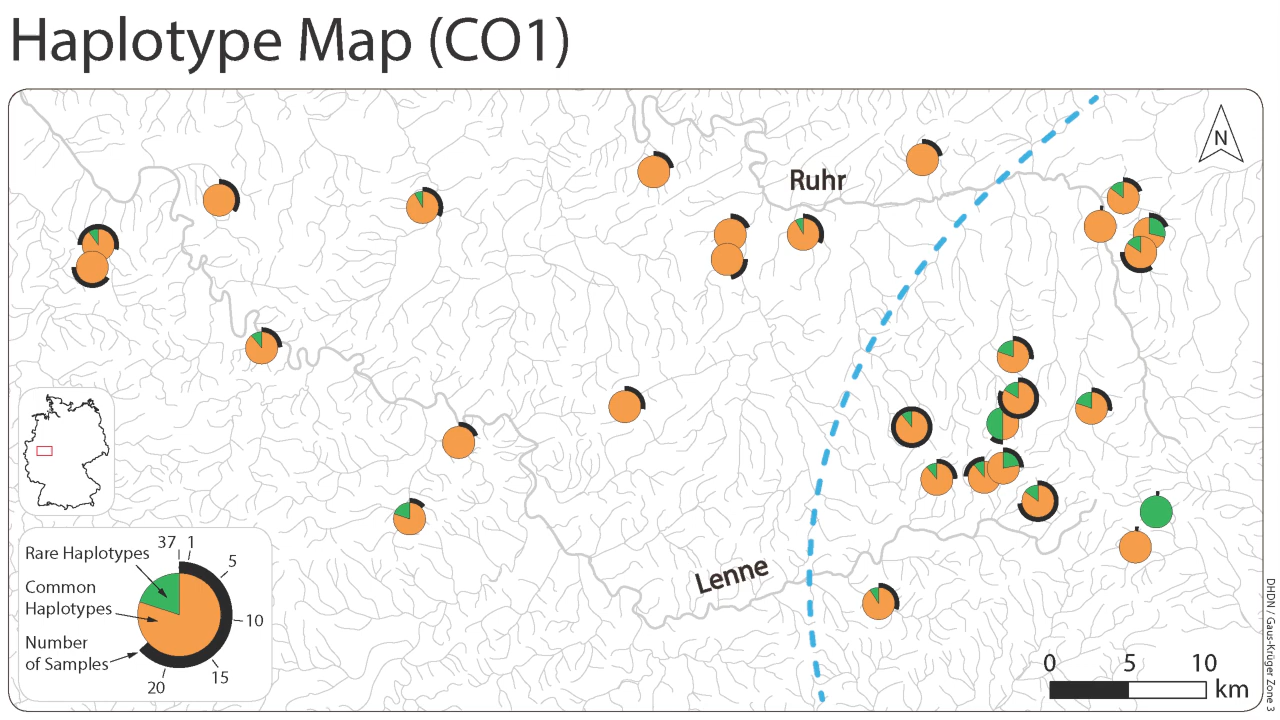 Haplotype Map (CO1)
N
Ruhr
Lenne
Rare Haplotypes
Common
Haplotypes
Number
of Samples
37
1
5
10
15
20
0 5 10
km
DHDN / Gaus-Krüger Zone 3